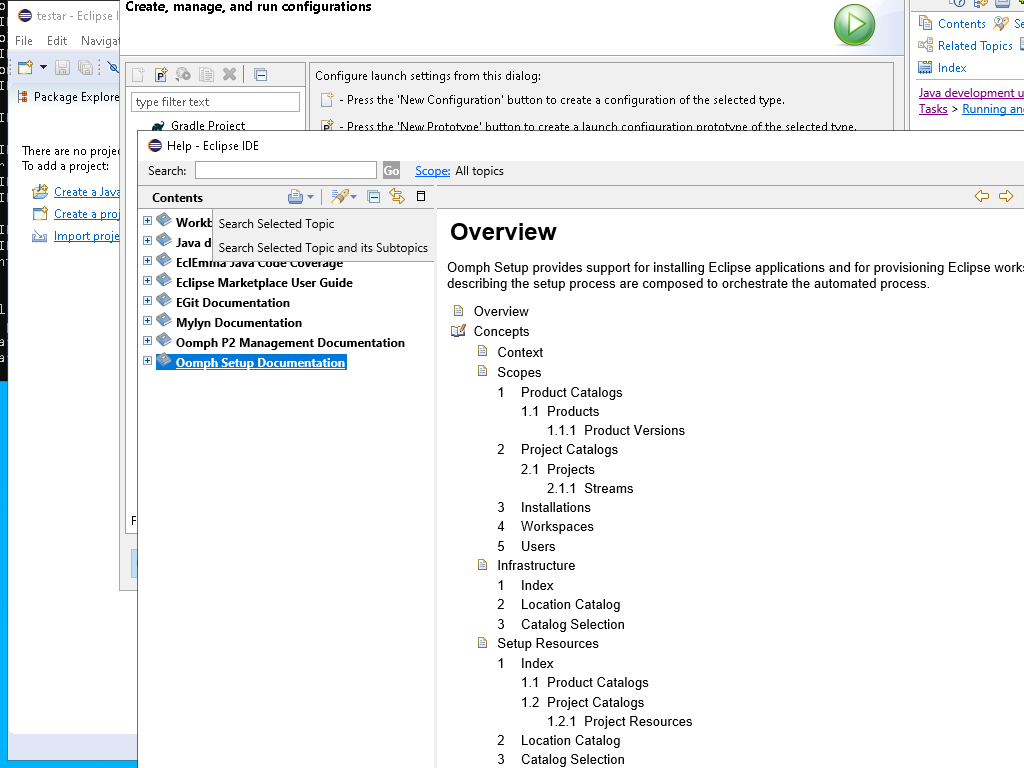 Create, manage, and run configurations
testar - Eclipse I
File Edit Navigat
Package Explore
There are no projec
To add a project:
Create a Java
Create a proj
Import proje
type filter text
Gradle Project
Configure launch settings from this dialog:
- Press the 'New Configuration' button to create a configuration of the selected type.
- Press the 'New Prototype' button to create a launch configuration prototype of the selected type.
Contents Se
Related Topics
Index
Java development u
Tasks > Running and
Help - Eclipse IDE
Search:
Go
Scope: All topics
Contents
Search Selected Topic
Search Selected Topic and its Subtopics
Workb
Java d
EclEmma Java Code Coverage
Eclipse Marketplace User Guide
EGit Documentation
Mylyn Documentation
Oomph P2 Management Documentation
Oomph Setup Documentation
Overview
Oomph Setup provides support for installing Eclipse applications and for provisioning Eclipse works
describing the setup process are composed to orchestrate the automated process.
Overview
Concepts
Context
Scopes
1 Product Catalogs
1.1 Products
1.1.1 Product Versions
2 Project Catalogs
2.1 Projects
2.1.1 Streams
3 Installations
4 Workspaces
5 Users
Infrastructure
1 Index
2 Location Catalog
3 Catalog Selection
Setup Resources
1 Index
1.1 Product Catalogs
1.2 Project Catalogs
1.2.1 Project Resources
2 Location Catalog
3 Catalog Selection